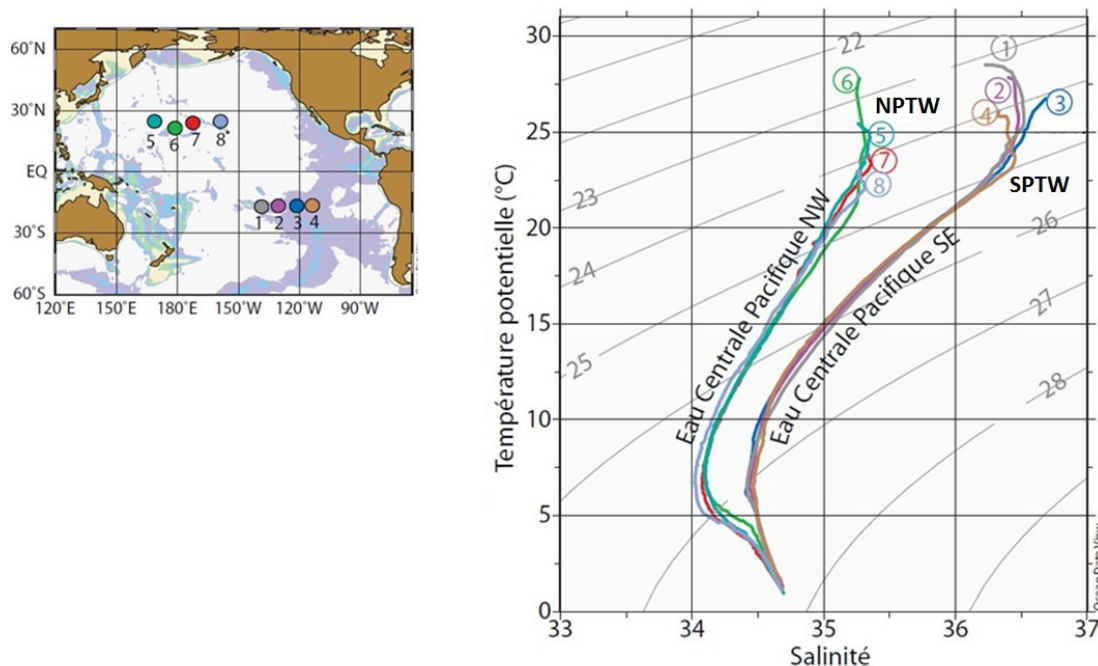 60°N
30°N
EQ
30°S
60°S
120°E 150°E 180°E 150°W 120°W 90°W
5 6 7 8
1 2 3 4
Température potentielle (°C)
30
25
20
15
10
5
0
33 34 35 36 37
Salinité
22
23
24
25
26
27
28
1
2
3
4
5
6
7
8
NPTW
SPTW
Eau Centrale Pacifique NW
Eau Centrale Pacifique SE
Ocean Data View